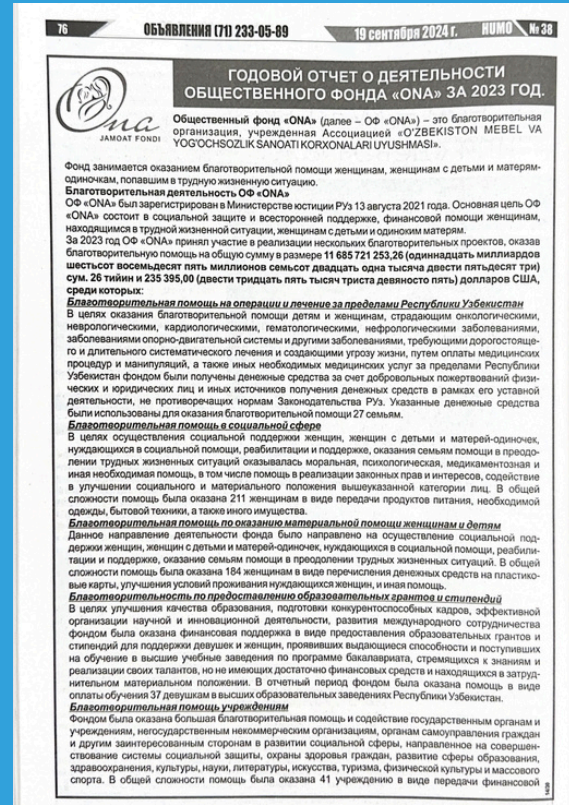 76
ОБЪЯВЛЕНИЯ (71) 233-05-89
19 сентября 2024 г.
HUMO № 38
Ona
JAMOAT FONDI
ГОДОВОЙ ОТЧЕТ О ДЕЯТЕЛЬНОСТИ
ОБЩЕСТВЕННОГО ФОНДА «ONA» ЗА 2023 ГОД.
Общественный фонд «ONA» (далее – ОФ «ONA») – это благотворительная
организация, учрежденная Ассоциацией «O'ZBEKISTON MEBEL VA
YOG'OCHSOZLIK SANOATI KORXONALARI UYUSHMASI».
Фонд занимается оказанием благотворительной помощи женщинам, женщинам с детьми и матерям-
одиночкам, попавшим в трудную жизненную ситуацию.
Благотворительная деятельность ОФ «ONA»
ОФ «ONA» был зарегистрирован в Министерстве юстиции РУз 13 августа 2021 года. Основная цель ОФ
«ONA» состоит в социальной защите и всесторонней поддержке, финансовой помощи женщинам,
находящимся в трудной жизненной ситуации, женщинам с детьми и одиноким матерям.
За 2023 год ОФ «ONA» принял участие в реализации нескольких благотворительных проектов, оказав
благотворительную помощь на общую сумму в размере 11 685 721 253,26 (одиннадцать миллиардов
шестьсот восемьдесят пять миллионов семьсот двадцать одна тысяча двести пятьдесят три)
сум. 26 тийин и 235 395,00 (двести тридцать пять тысяч триста девяносто пять) долларов США,
среди которых:
Благотворительная помощь на операции и лечение за пределами Республики Узбекистан
В целях оказания благотворительной помощи детям и женщинам, страдающим онкологическими,
неврологическими, кардиологическими, гематологическими, нефрологическими заболеваниями,
заболеваниями опорно-двигательной системы и другими заболеваниями, требующими дорогостояще-
го и длительного систематического лечения и создающими угрозу жизни, путем оплаты медицинских
процедур и манипуляций, а также иных необходимых медицинских услуг за пределами Республики
Узбекистан фондом были получены денежные средства за счет добровольных пожертвований физи-
ческих и юридических лиц и иных источников получения денежных средств в рамках его уставной
деятельности, не противоречащих нормам Законодательства РУз. Указанные денежные средства
были использованы для оказания благотворительной помощи 27 семьям.
Благотворительная помощь в социальной сфере
В целях осуществления социальной поддержки женщин, женщин с детьми и матерей-одиночек,
нуждающихся в социальной помощи, реабилитации и поддержке, оказания семьям помощи в преодо-
лении трудных жизненных ситуаций оказывалась моральная, психологическая, медикаментозная и
иная необходимая помощь, в том числе помощь в реализации законных прав и интересов, содействие
в улучшении социального и материального положения вышеуказанной категории лиц. В общей
сложности помощь была оказана 211 женщинам в виде передачи продуктов питания, необходимой
одежды, бытовой техники, а также иного имущества.
Благотворительная помощь по оказанию материальной помощи женщинам и детям
Данное направление деятельности фонда было направлено на осуществление социальной под-
держки женщин, женщин с детьми и матерей-одиночек, нуждающихся в социальной помощи, реабили-
тации и поддержке, оказание семьям помощи в преодолении трудных жизненных ситуаций. В общей
сложности помощь была оказана 184 женщинам в виде перечисления денежных средств на пластико-
вые карты, улучшения условий проживания нуждающихся женщин, и иная помощь.
Благотворительность по предоставлению образовательных грантов и стипендий
В целях улучшения качества образования, подготовки конкурентоспособных кадров, эффективной
организации научной и инновационной деятельности, развития международного сотрудничества
фондом была оказана финансовая поддержка в виде предоставления образовательных грантов и
стипендий для поддержки девушек и женщин, проявивших выдающиеся способности и поступивших
на обучение в высшие учебные заведения по программе бакалавриата, стремящихся к знаниям и
реализации своих талантов, но не имеющих достаточно финансовых средств и находящихся в затруд-
нительном материальном положении. В отчетный период фондом была оказана помощь в виде
оплаты обучения 37 девушкам в высших образовательных заведениях Республики Узбекистан.
Благотворительная помощь учреждениям
Фондом была оказана большая благотворительная помощь и содействие государственным органам и
учреждениям, негосударственным некоммерческим организациям, органам самоуправления граждан
и другим заинтересованным сторонам в развитии социальной сферы, направленное на совершен-
ствование системы социальной защиты, охраны здоровья граждан, развитие сферы образования,
здравоохранения, культуры, науки, литературы, искусства, туризма, физической культуры и массового
спорта. В общей сложности помощь была оказана 41 учреждению в виде передачи финансовой